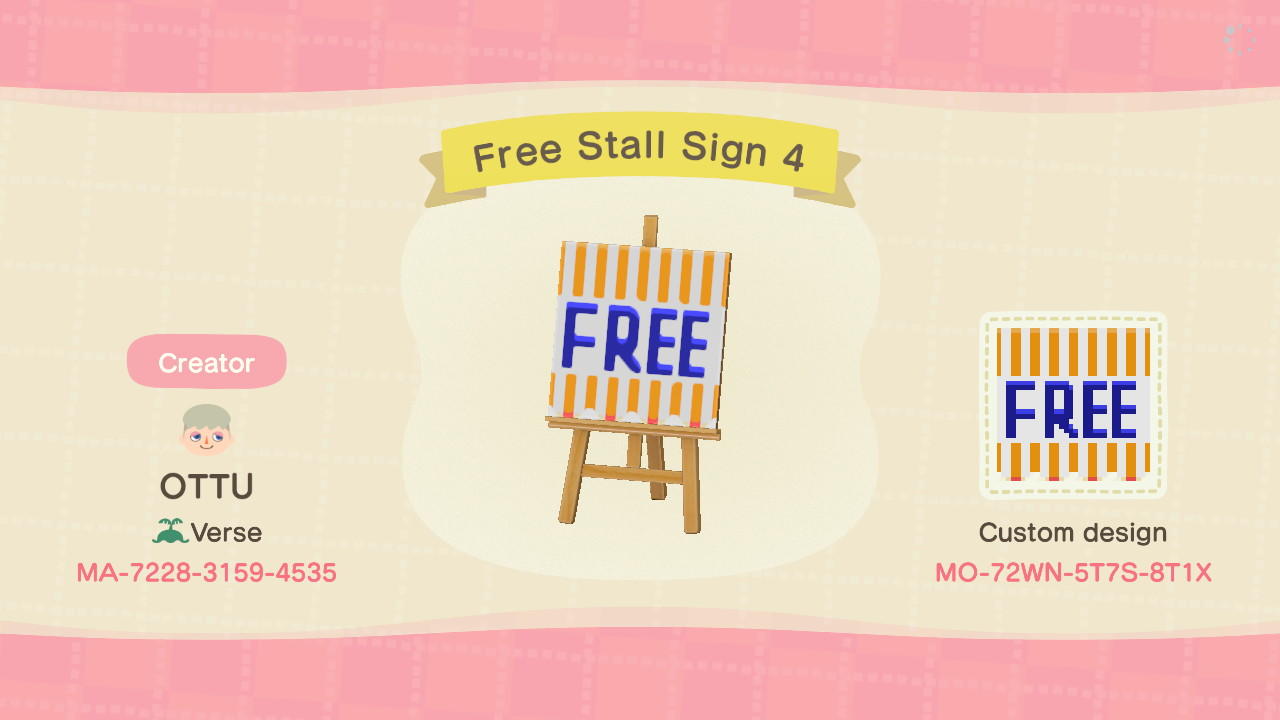 Free Stall Sign 4
FREE
Creator
OTTU
Verse
MA-7228-3159-4535
FREE
Custom design
MO-72WN-5T7S-8T1X